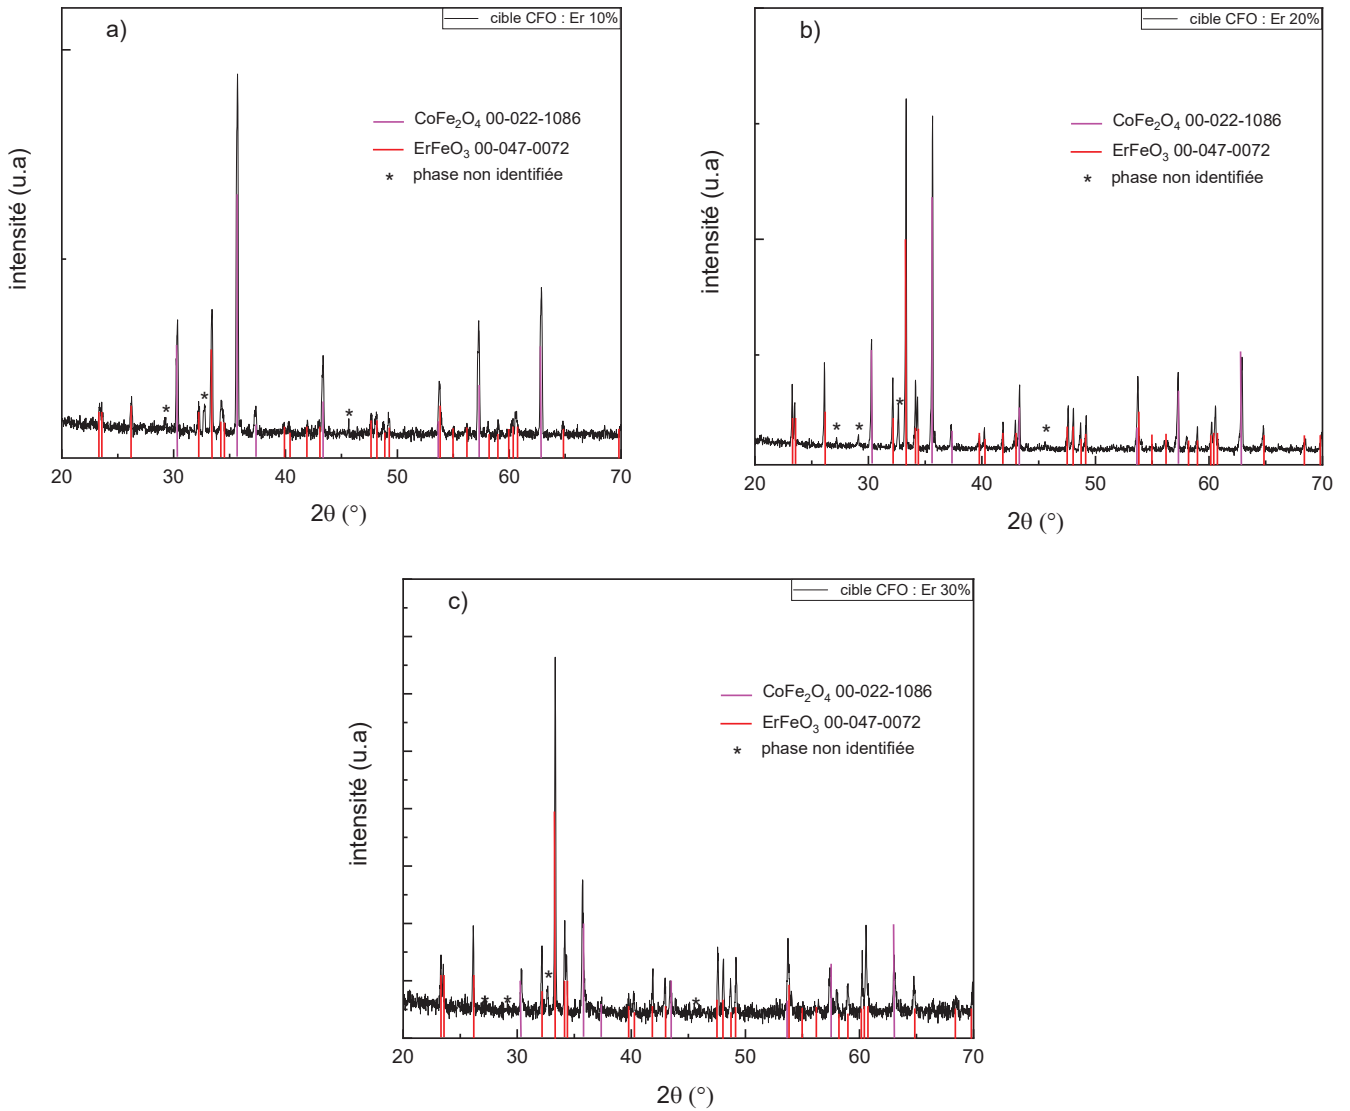 a)
cible CFO : Er 10%
CoFe2O4 00-022-1086
ErFeO3 00-047-0072
* phase non identifiée
* * *
intensité (u.a)
20 30 40 50 60 70
2θ (°)
b)
cible CFO : Er 20%
CoFe2O4 00-022-1086
ErFeO3 00-047-0072
* phase non identifiée
* * * *
intensité (u.a)
20 30 40 50 60 70
2θ (°)
c)
cible CFO : Er 30%
CoFe2O4 00-022-1086
ErFeO3 00-047-0072
* phase non identifiée
* * * *
intensité (u.a)
20 30 40 50 60 70
2θ (°)